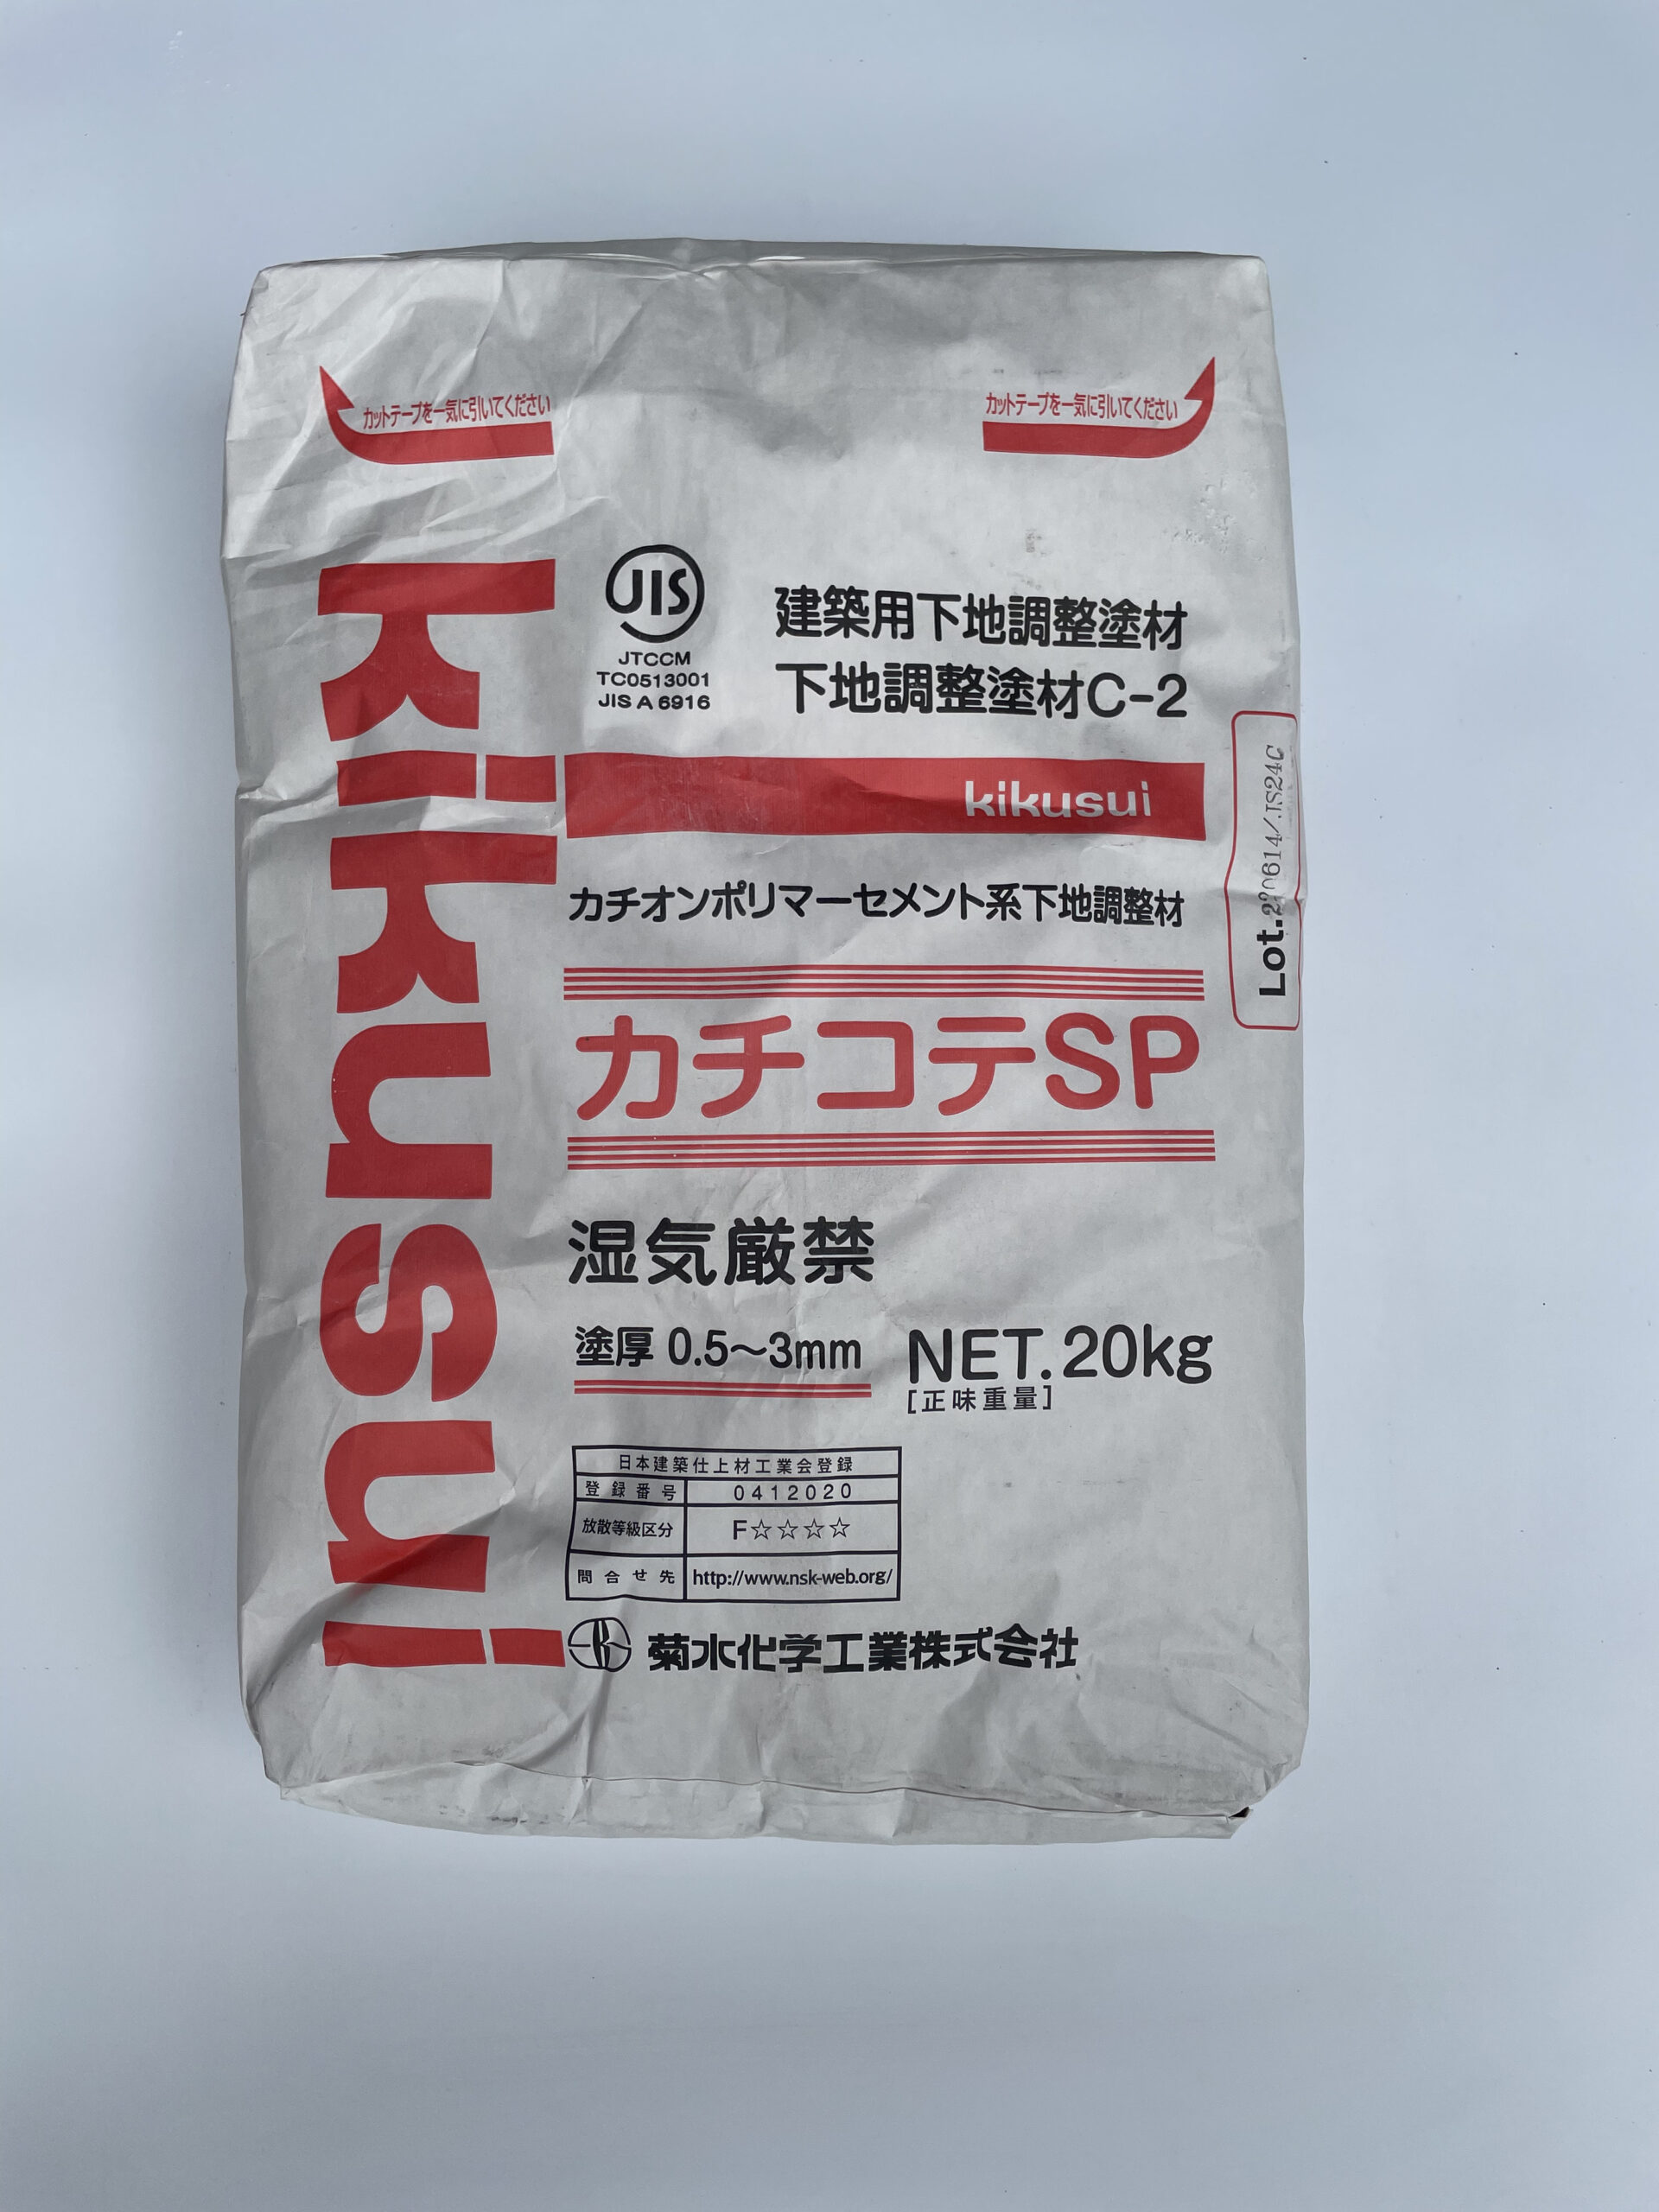 カットテープを一気に引いてください
カットテープを一気に引いてください
kikusui
JIS
JTCCM
TC0513001
JIS A 6916
建築用下地調整塗材
下地調整塗材C-2
kikusui
カチオンポリマーセメント系下地調整材
カチコテSP
湿気厳禁
塗厚 0.5～3mm
NET. 20kg
[正味重量]
日本建築仕上材工業会登録
登録番号 0412020
放散等級区分 F☆☆☆☆
問合せ先 http://www.nsk-web.org/
菊水化学工業株式会社
Lot.